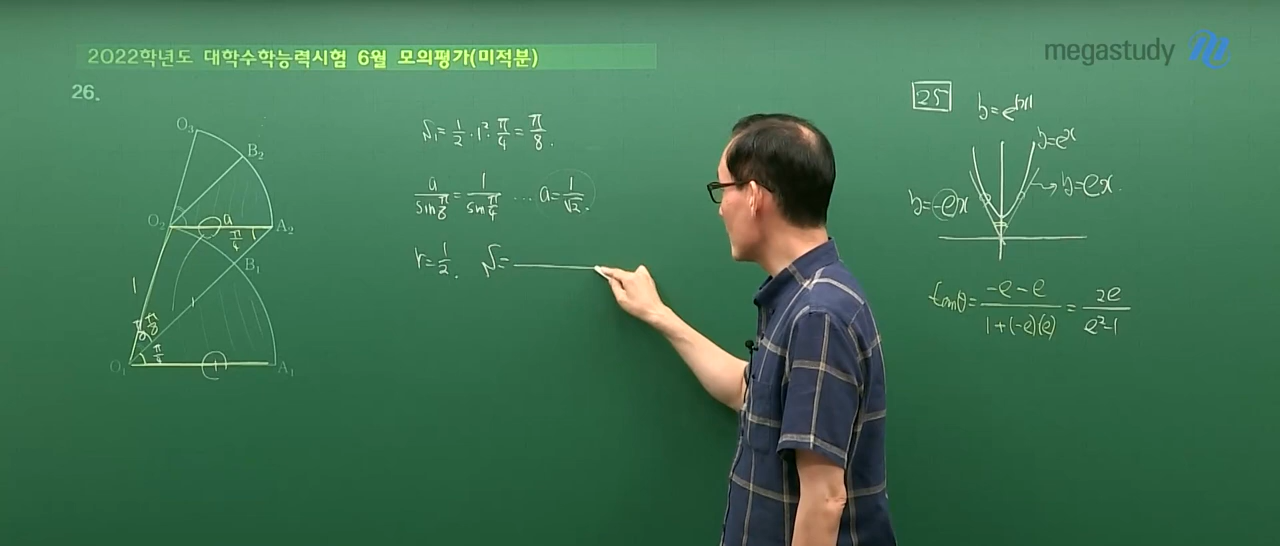 2022학년도 대학수학능력시험 6월 모의평가(미적분)
megastudy
26.
O₃
B₂
O₂
a
π/4
1
A₂
B₁
1
1
π/8
π/8
π/4
O₁
1
A₁
S₁=1/2·1²·π/4=π/8.
a/sin π/8=1/sin π/4 … a=1/√2.
r=1/2. S=
25
y=e^|x|
y=e^x
y=-ex
→y=ex.
tanθ=(-e-e)/(1+(-e)(e))=2e/(e²-1)